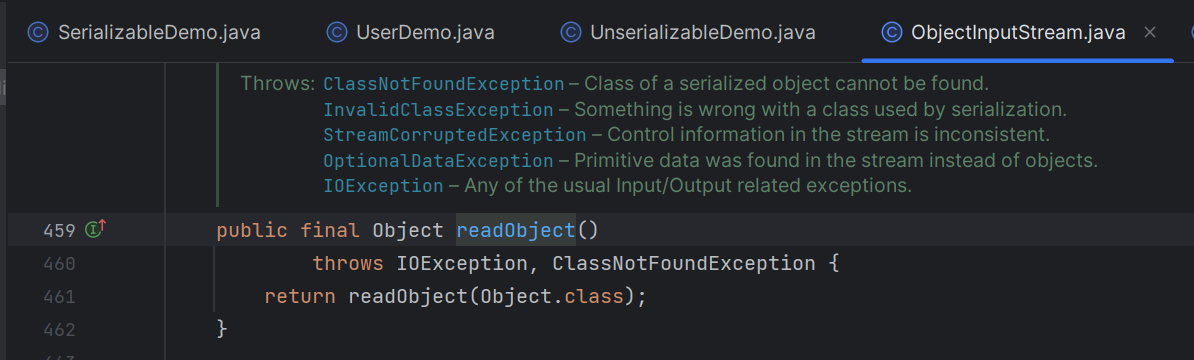 SerializableDemo.java UserDemo.java UnserializableDemo.java ObjectInputStream.java
Throws: ClassNotFoundException – Class of a serialized object cannot be found.
InvalidClassException – Something is wrong with a class used by serialization.
StreamCorruptedException – Control information in the stream is inconsistent.
OptionalDataException – Primitive data was found in the stream instead of objects.
IOException – Any of the usual Input/Output related exceptions.
459 public final Object readObject()
460 throws IOException, ClassNotFoundException {
461 return readObject(Object.class);
462 }